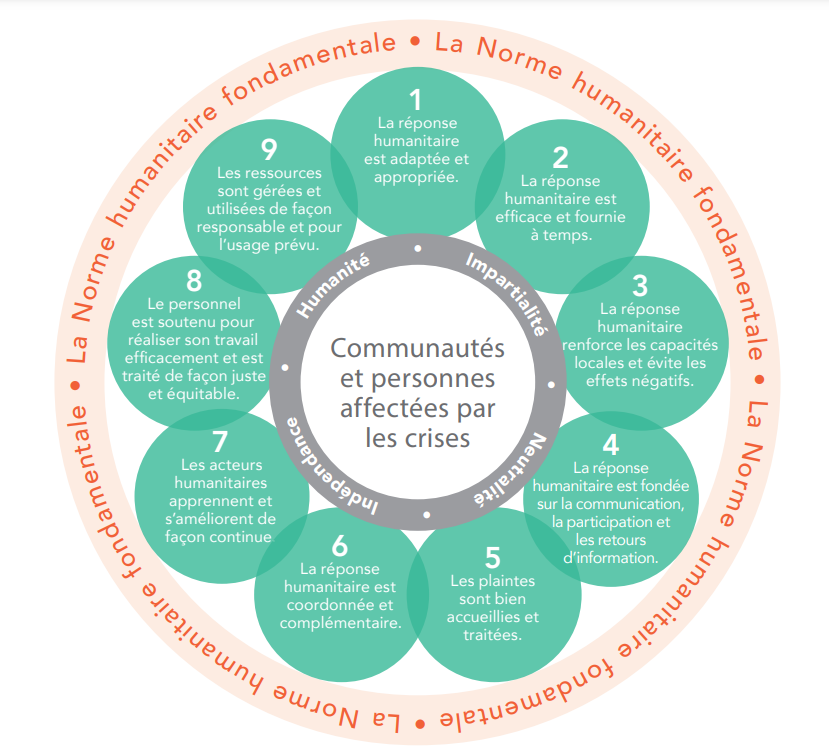 La Norme humanitaire fondamentale • La Norme humanitaire fondamentale • La Norme humanitaire fondamentale • La Norme humanitaire fondamentale •
1
La réponse
humanitaire
est adaptée et
appropriée.
2
La réponse
humanitaire est
efficace et fournie
à temps.
3
La réponse
humanitaire
renforce les capacités
locales et évite les
effets négatifs.
4
La réponse
humanitaire est fondée
sur la communication,
la participation et
les retours
d’information.
5
Les plaintes
sont bien
accueillies et
traitées.
6
La réponse
humanitaire est
coordonnée et
complémentaire.
7
Les acteurs
humanitaires
apprennent et
s’améliorent de
façon continue
8
Le personnel
est soutenu pour
réaliser son travail
efficacement et est
traité de façon juste
et équitable.
9
Les ressources
sont gérées et
utilisées de façon
responsable et pour
l’usage prévu.
Humanité • Impartialité • Neutralité • Indépendance •
Communautés
et personnes
affectées par
les crises